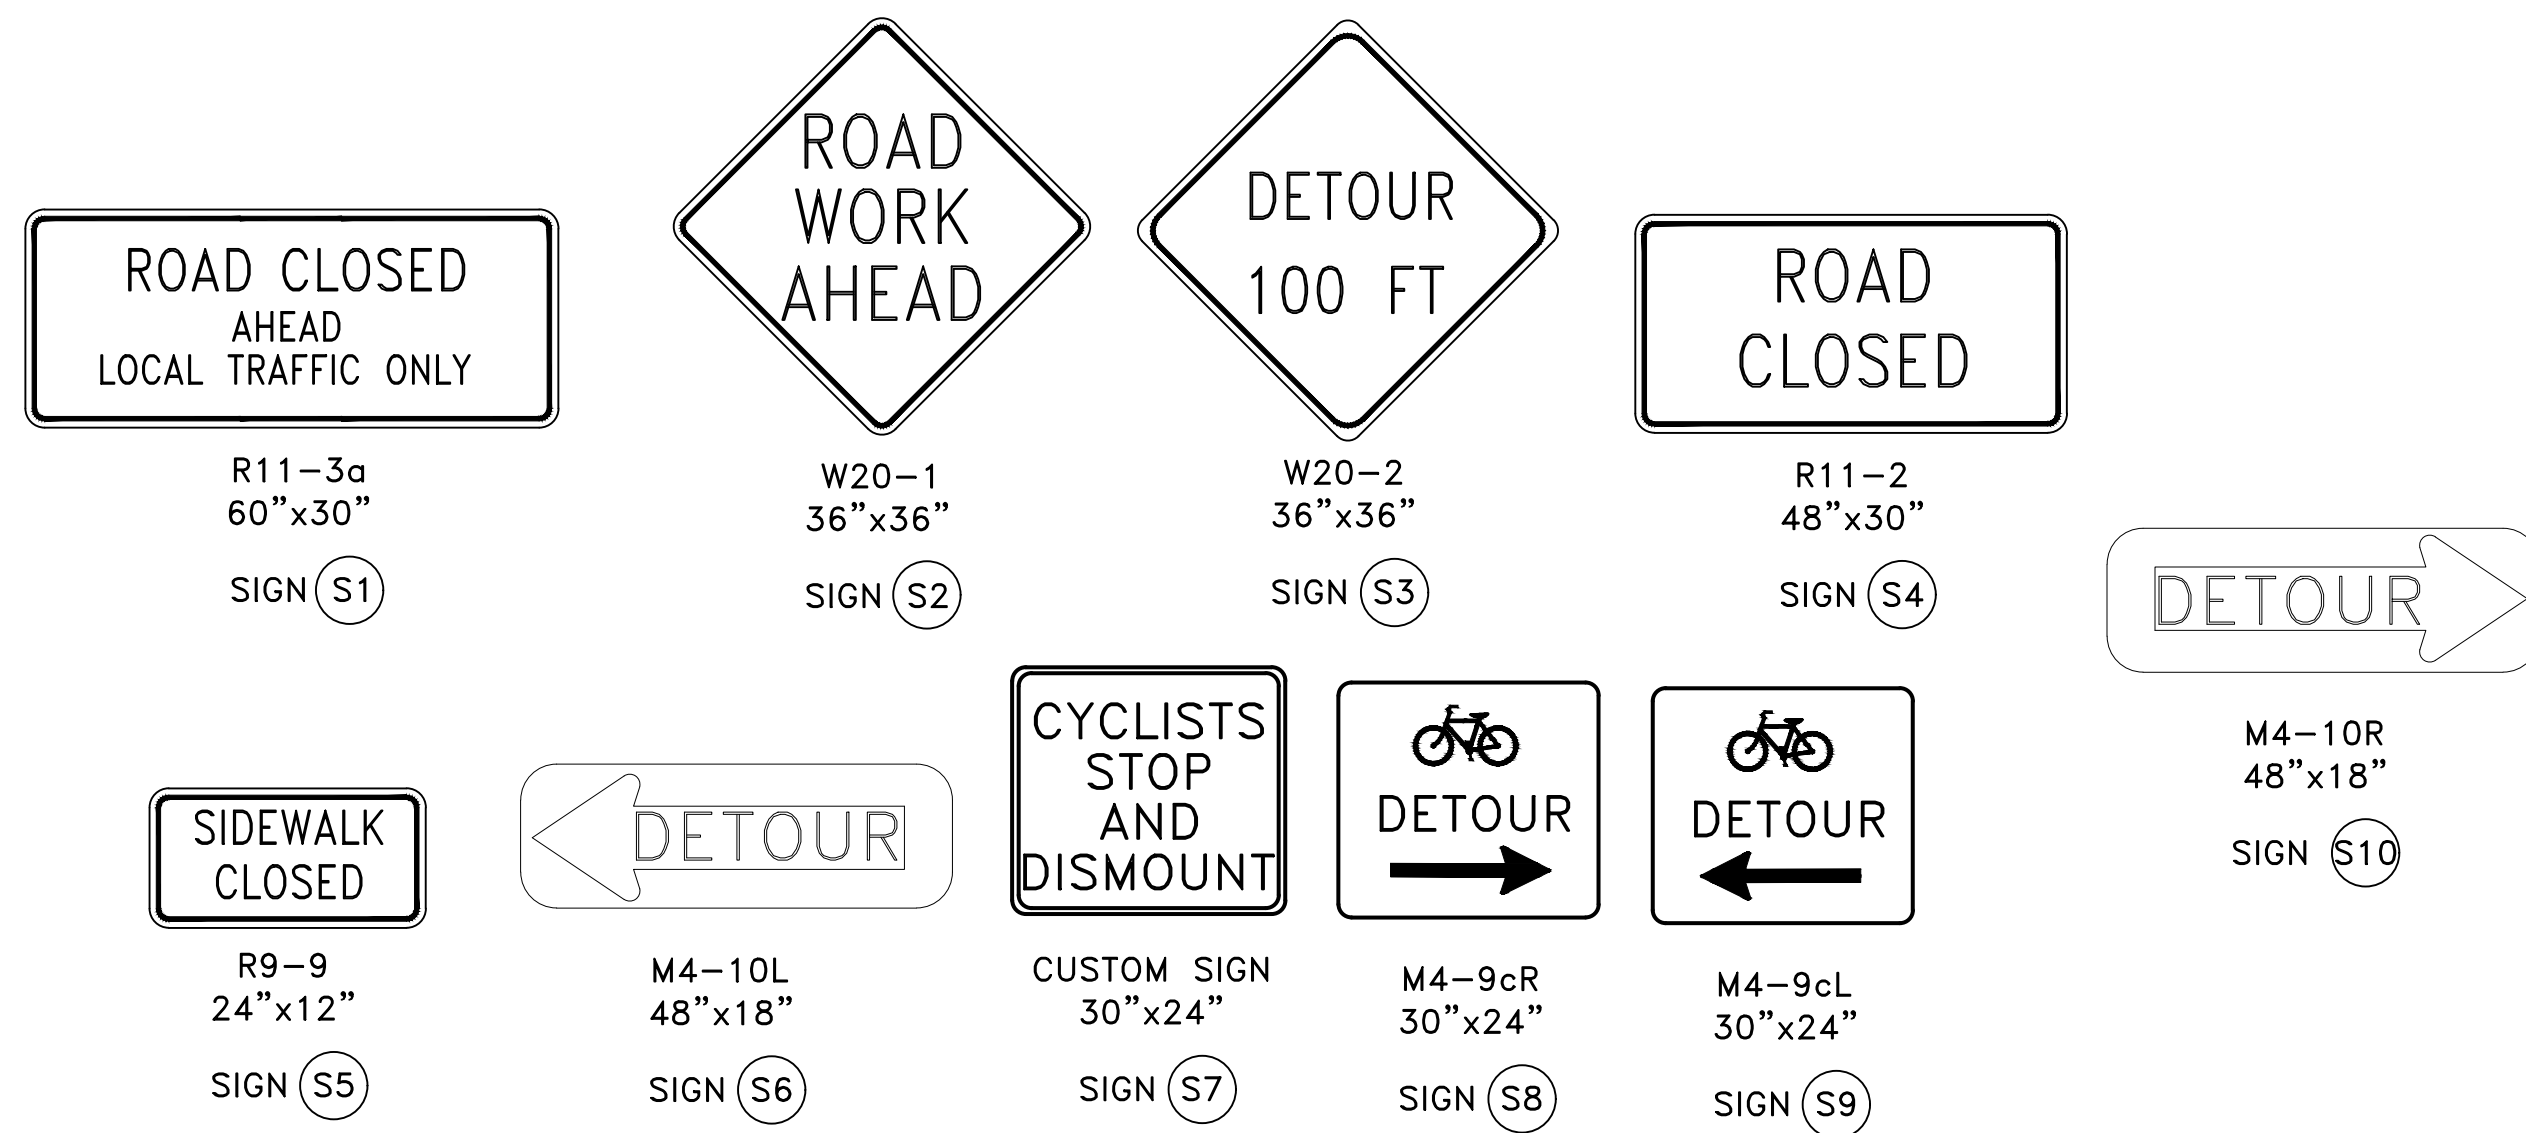 ROAD CLOSED
AHEAD
LOCAL TRAFFIC ONLY
R11-3a
60"x30"
SIGN S1
ROAD
WORK
AHEAD
W20-1
36"x36"
SIGN S2
DETOUR
100 FT
W20-2
36"x36"
SIGN S3
ROAD
CLOSED
R11-2
48"x30"
SIGN S4
DETOUR
M4-10R
48"x18"
SIGN S10
SIDEWALK
CLOSED
R9-9
24"x12"
SIGN S5
DETOUR
M4-10L
48"x18"
SIGN S6
CYCLISTS
STOP
AND
DISMOUNT
CUSTOM SIGN
30"x24"
SIGN S7
DETOUR
M4-9cR
30"x24"
SIGN S8
DETOUR
M4-9cL
30"x24"
SIGN S9